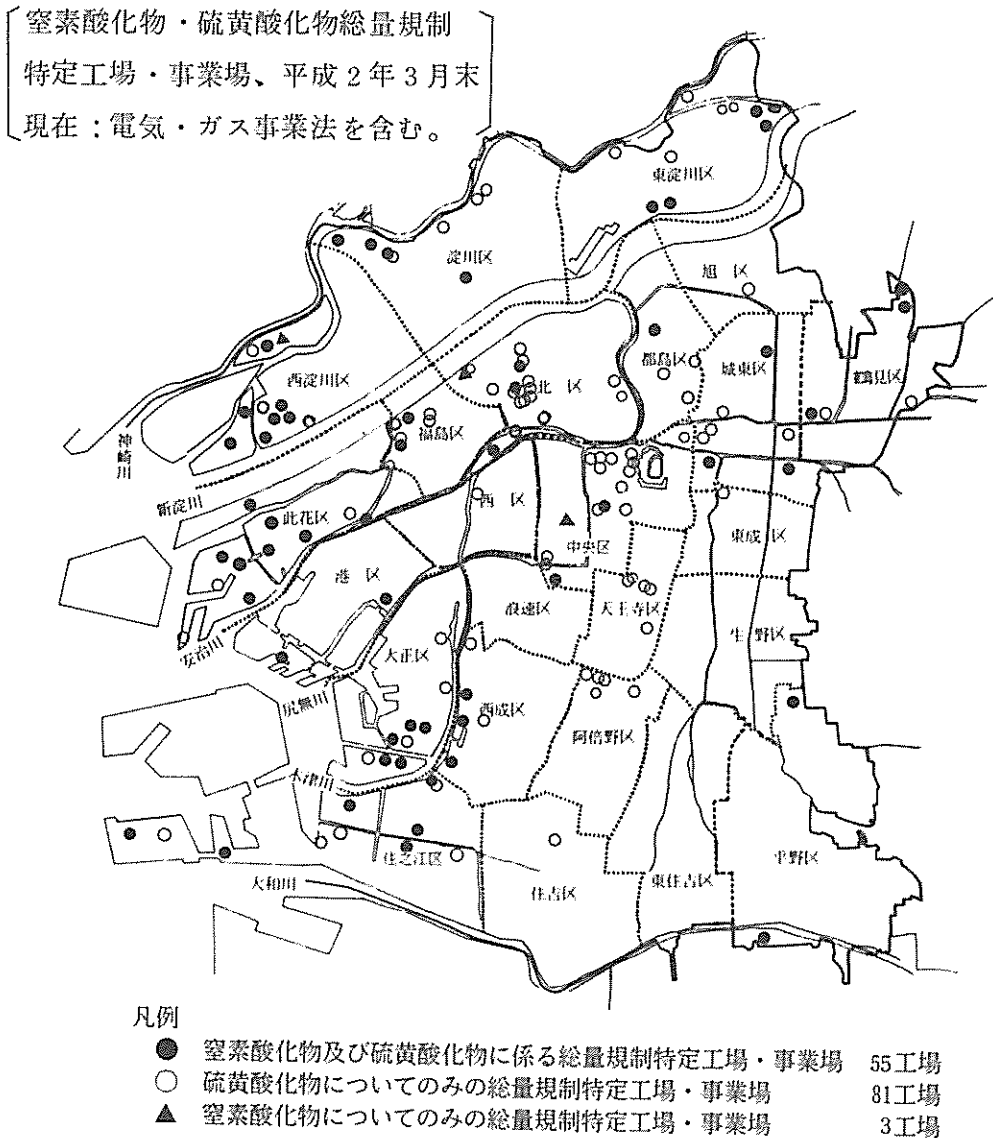 窒素酸化物・硫黄酸化物総量規制
特定工場・事業場、平成2年3月末
現在:電気・ガス事業法を含む。
東淀川区
淀川区
旭区
都島区
城東区
鶴見区
北区
西淀川区
福島区
神崎川
新淀川
此花区
西区
中央区
東成区
港区
浪速区
天王寺区
生野区
安治川
大正区
尻無川
西成区
阿倍野区
木津川
住之江区
平野区
大和川
住吉区
東住吉区
凡例
● 窒素酸化物及び硫黄酸化物に係る総量規制特定工場・事業場 55工場
○ 硫黄酸化物についてのみの総量規制特定工場・事業場 81工場
▲ 窒素酸化物についてのみの総量規制特定工場・事業場 3工場